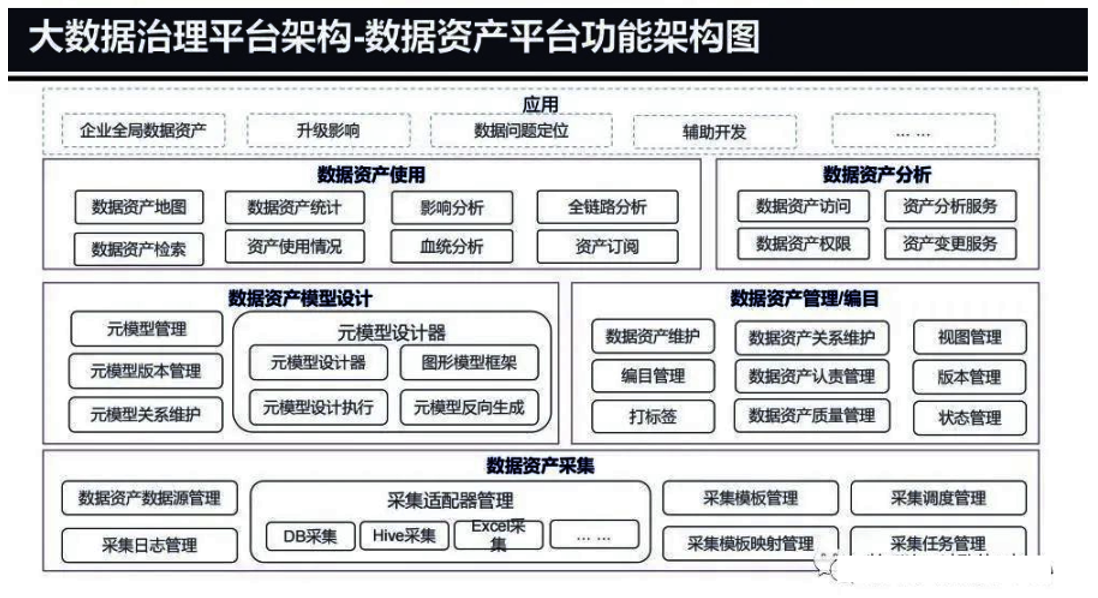 大数据治理平台架构-数据资产平台功能架构图
应用
企业全局数据资产
升级影响
数据问题定位
辅助开发
... ...
数据资产使用
数据资产地图
数据资产统计
影响分析
全链路分析
数据资产检索
资产使用情况
血统分析
资产订阅
数据资产分析
数据资产访问
资产分析服务
数据资产权限
资产变更服务
数据资产模型设计
元模型管理
元模型版本管理
元模型关系维护
元模型设计器
元模型设计器
图形模型框架
元模型设计执行
元模型反向生成
数据资产管理/编目
数据资产维护
数据资产关系维护
视图管理
编目管理
数据资产认责管理
版本管理
打标签
数据资产质量管理
状态管理
数据资产采集
数据资产数据源管理
采集日志管理
采集适配器管理
DB采集
Hive采集
Excel采
集
... ...
采集模板管理
采集调度管理
采集模板映射管理
采集任务管理